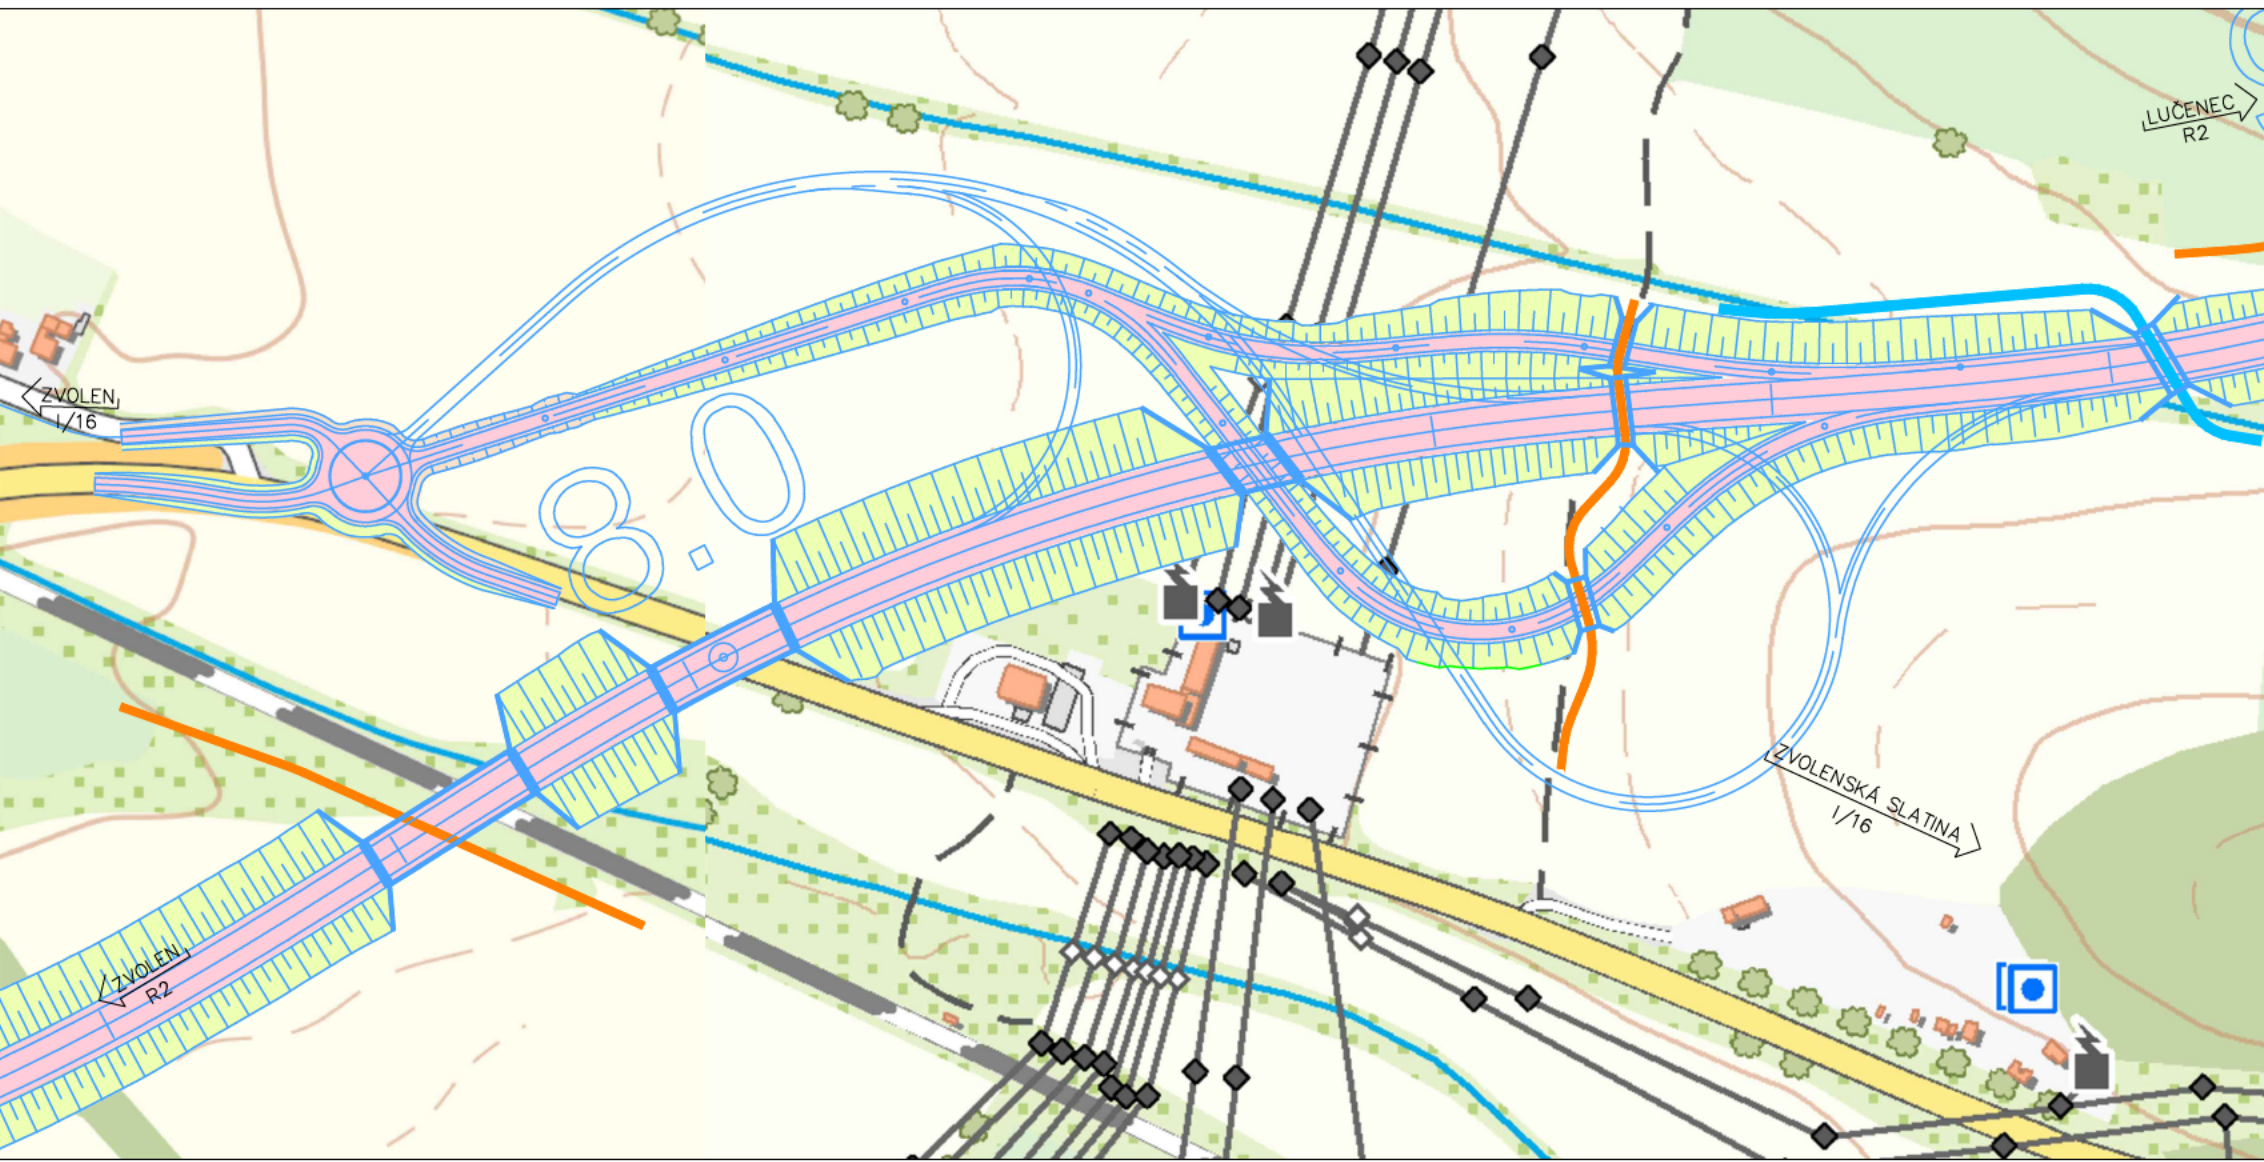 LUČENEC
R2
ZVOLEN
I/16
8.0
ZVOLENSKÁ SLATINA
I/16
ZVOLEN
R2